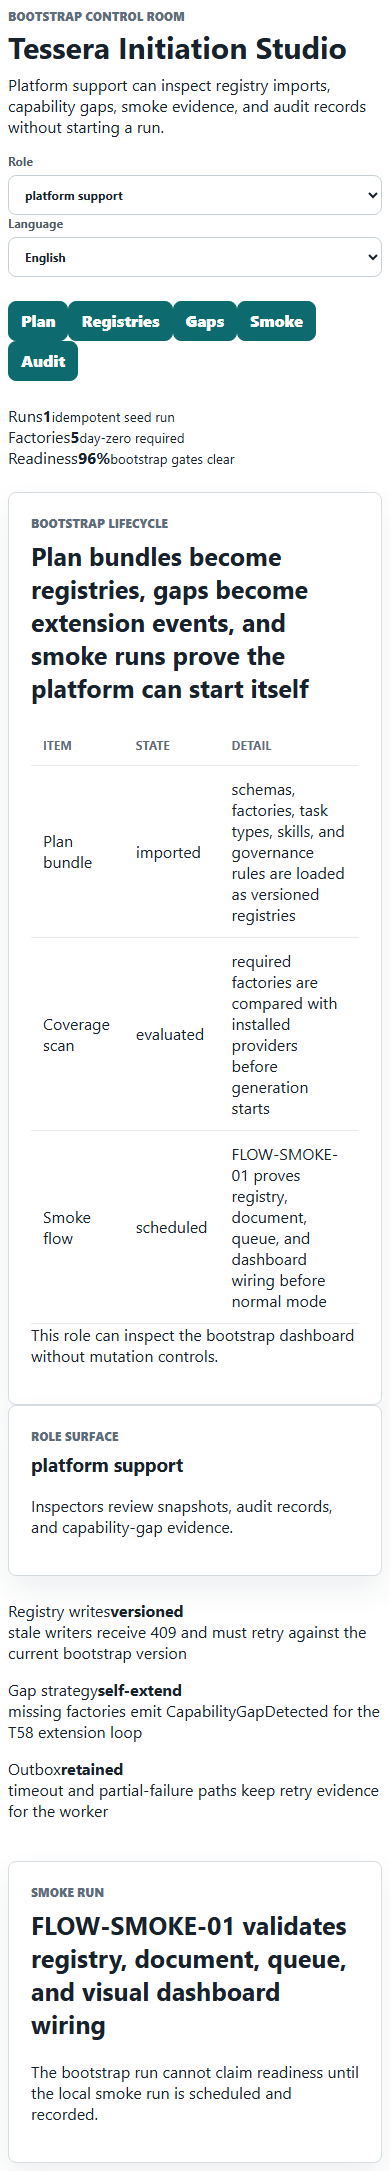 BOOTSTRAP CONTROL ROOM
Tessera Initiation Studio
Platform support can inspect registry imports,
capability gaps, smoke evidence, and audit records
without starting a run.
Role
platform support
Language
English
Plan Registries Gaps Smoke
Audit
Runs1idempotent seed run
Factories5day-zero required
Readiness96%bootstrap gates clear
BOOTSTRAP LIFECYCLE
Plan bundles become
registries, gaps become
extension events, and
smoke runs prove the
platform can start itself
ITEM STATE DETAIL
Plan bundle imported schemas,
factories, task
types, skills, and
governance
rules are loaded
as versioned
registries
Coverage scan evaluated required
factories are
compared with
installed
providers
before
generation
starts
Smoke flow scheduled FLOW-SMOKE-
01 proves
registry,
document,
queue, and
dashboard
wiring before
normal mode
This role can inspect the bootstrap dashboard
without mutation controls.
ROLE SURFACE
platform support
Inspectors review snapshots, audit records,
and capability-gap evidence.
Registry writesversioned
stale writers receive 409 and must retry against the
current bootstrap version
Gap strategyself-extend
missing factories emit CapabilityGapDetected for the
T58 extension loop
Outboxretained
timeout and partial-failure paths keep retry evidence
for the worker
SMOKE RUN
FLOW-SMOKE-01 validates
registry, document, queue,
and visual dashboard
wiring
The bootstrap run cannot claim readiness until
the local smoke run is scheduled and
recorded.